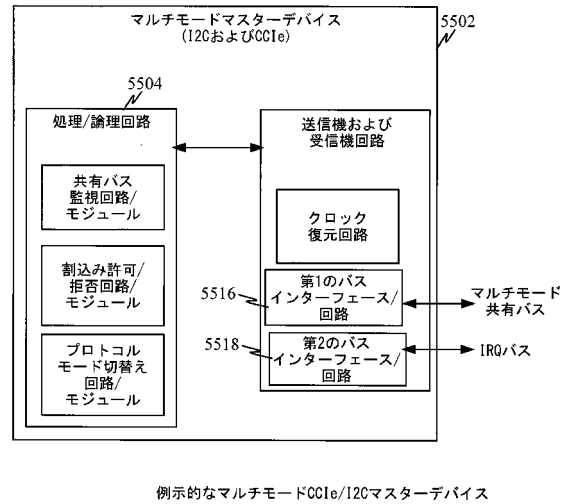 マルチモードマスターデバイス
(I2CおよびCCIe)
5502
5504
処理/論理回路
共有バス
監視回路/
モジュール
割込み許可/
拒否回路/
モジュール
プロトコル
モード切替え
回路/
モジュール
送信機および
受信機回路
クロック
復元回路
5516
第1のバス
インターフェース/
回路
マルチモード
共有バス
5518
第2のバス
インターフェース/
回路
IRQバス
例示的なマルチモードCCIe/I2Cマスターデバイス